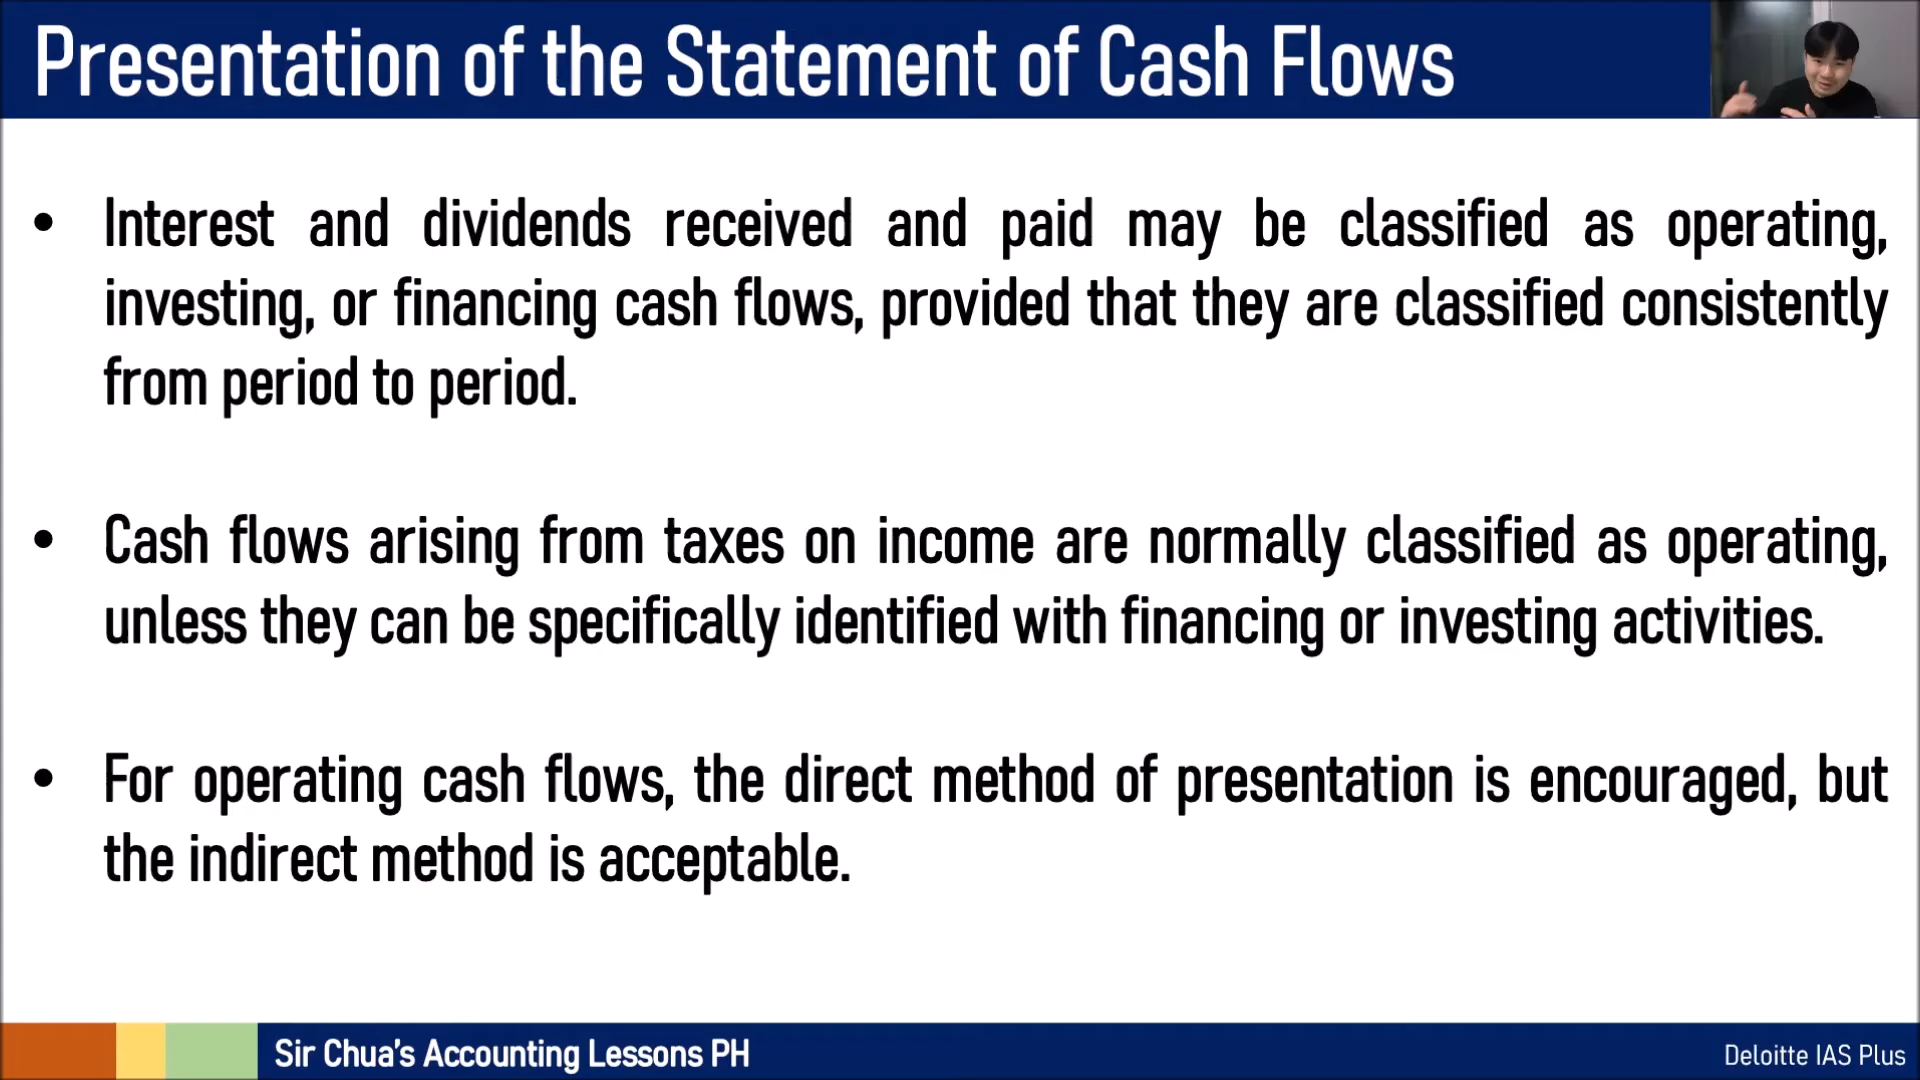 Presentation of the Statement of Cash Flows
• Interest and dividends received and paid may be classified as operating,
investing, or financing cash flows, provided that they are classified consistently
from period to period.
• Cash flows arising from taxes on income are normally classified as operating,
unless they can be specifically identified with financing or investing activities.
• For operating cash flows, the direct method of presentation is encouraged, but
the indirect method is acceptable.
Sir Chua's Accounting Lessons PH
Deloitte IAS Plus